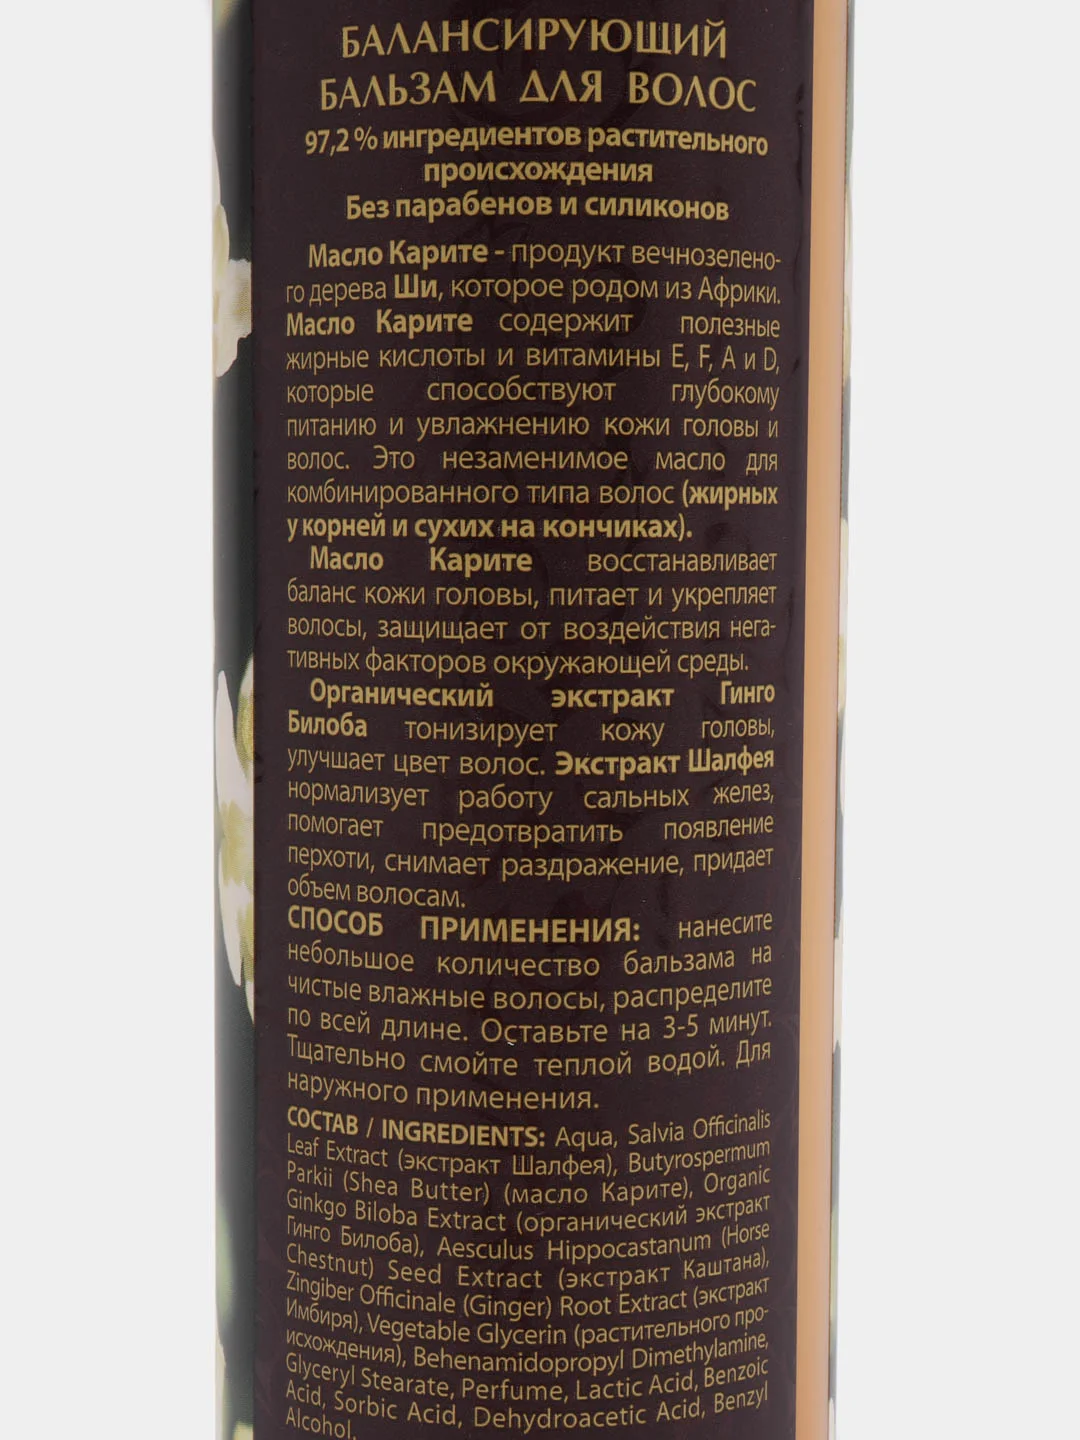 БАЛАНСИРУЮЩИЙ
БАЛЬЗАМ ДЛЯ ВОЛОС
97,2 % ингредиентов растительного
происхождения
Без парабенов и силиконов
Масло Карите - продукт вечнозелено-
го дерева Ши, которое родом из Африки.
Масло Карите содержит полезные
жирные кислоты и витамины E, F, A и D,
которые способствуют глубокому
питанию и увлажнению кожи головы и
волос. Это незаменимое масло для
комбинированного типа волос (жирных
у корней и сухих на кончиках).
Масло Карите восстанавливает
баланс кожи головы, питает и укрепляет
волосы, защищает от воздействия нега-
тивных факторов окружающей среды.
Органический экстракт Гинго
Билоба тонизирует кожу головы,
улучшает цвет волос. Экстракт Шалфея
нормализует работу сальных желез,
помогает предотвратить появление
перхоти, снимает раздражение, придает
объем волосам.
СПОСОБ ПРИМЕНЕНИЯ: нанесите
небольшое количество бальзама на
чистые влажные волосы, распределите
по всей длине. Оставьте на 3-5 минут.
Тщательно смойте теплой водой. Для
наружного применения.
СОСТАВ / INGREDIENTS: Aqua, Salvia Officinalis
Leaf Extract (экстракт Шалфея), Butyrospermum
Parkii (Shea Butter) (масло Карите), Organic
Ginkgo Biloba Extract (органический экстракт
Гинго Билоба), Aesculus Hippocastanum (Horse
Chestnut) Seed Extract (экстракт Каштана),
Zingiber Officinale (Ginger) Root Extract (экстракт
Имбиря), Vegetable Glycerin (растительного про-
исхождения), Behenamidopropyl Dimethylamine,
Glyceryl Stearate, Perfume, Lactic Acid, Benzoic
Acid, Sorbic Acid, Dehydroacetic Acid, Benzyl
Alcohol.